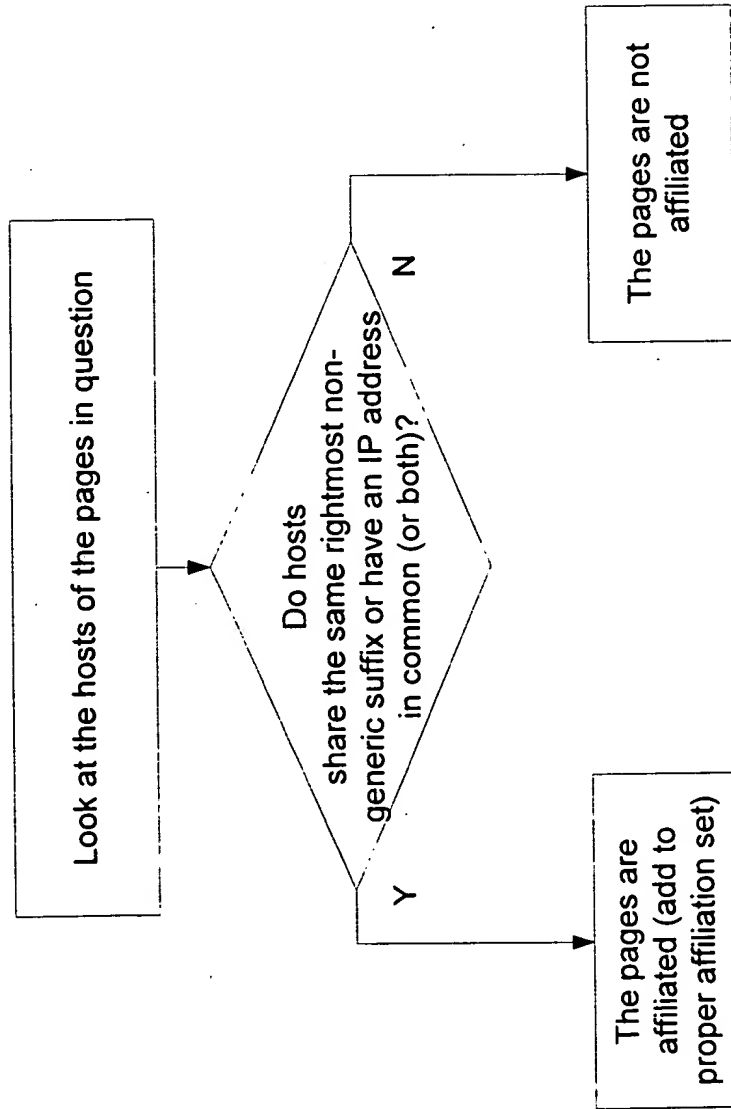 Look at the hosts of the pages in question
Do hosts
share the same rightmost non-
generic suffix or have an IP address
in common (or both)?
Y
N
The pages are
affiliated (add to
proper affiliation set)
The pages are not
affiliated